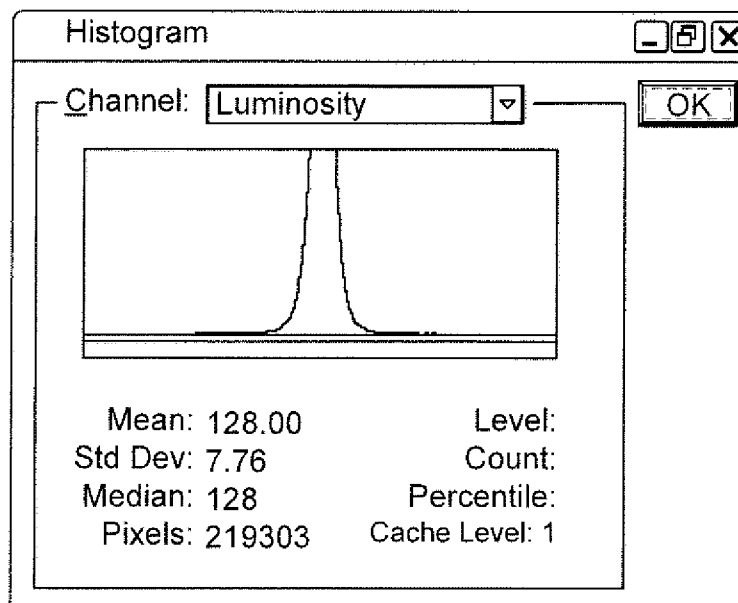 Histogram
Channel: Luminosity
OK
Mean: 128.00
Level:
Std Dev: 7.76
Count:
Median: 128
Percentile:
Pixels: 219303
Cache Level: 1